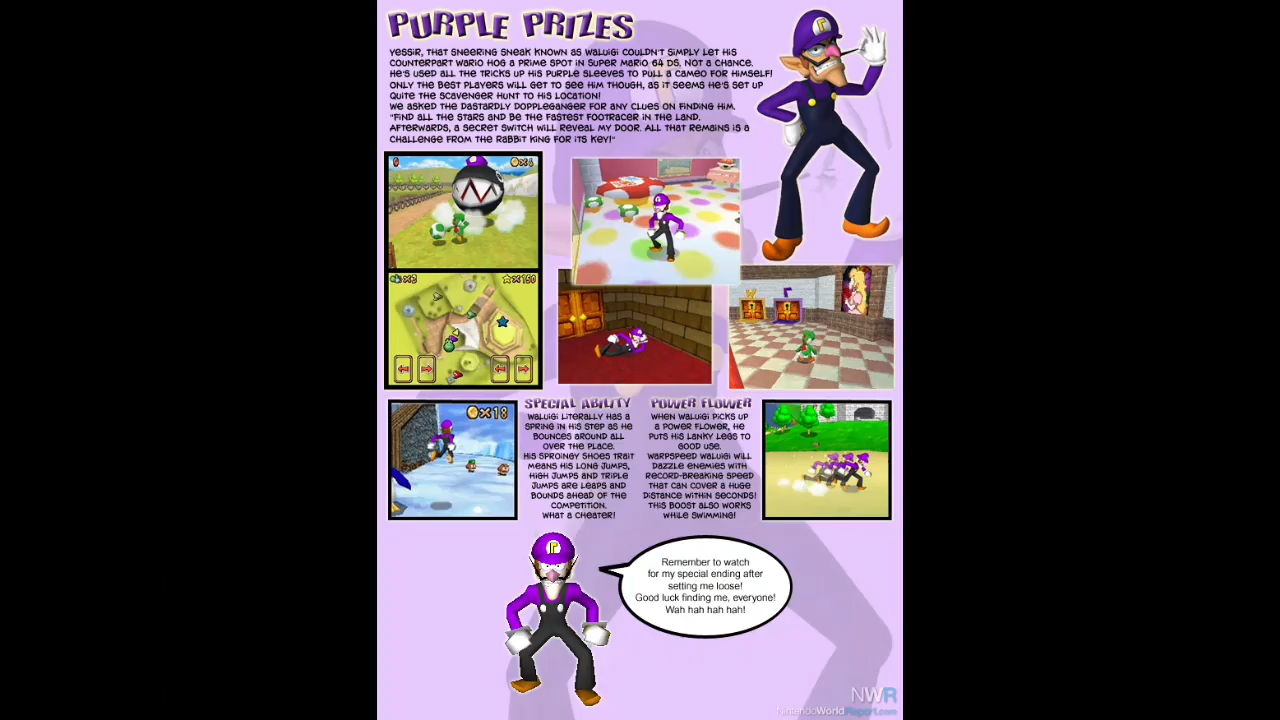 PURPLE PRIZES
YESSIR, THAT SNEERING SNEAK KNOWN AS WALUIGI COULDN'T SIMPLY LET HIS
COUNTERPART WARIO HOG A PRIME SPOT IN SUPER MARIO 64 DS. NOT A CHANCE.
HE'S USED ALL THE TRICKS UP HIS PURPLE SLEEVES TO PULL A CAMEO FOR HIMSELF!
ONLY THE BEST PLAYERS WILL GET TO SEE HIM THOUGH, AS IT SEEMS HE'S SET UP
QUITE THE SCAVENGER HUNT TO HIS LOCATION!
WE ASKED THE DASTARDLY DOPPLEGANGER FOR ANY CLUES ON FINDING HIM.
"FIND ALL THE STARS AND BE THE FASTEST FOOTRACER IN THE LAND.
AFTERWARDS, A SECRET SWITCH WILL REVEAL MY DOOR. ALL THAT REMAINS IS A
CHALLENGE FROM THE RABBIT KING FOR ITS KEY!"
×4
×2
×150
W
Γ
×18
SPECIAL ABILITY
WALUIGI LITERALLY HAS A
SPRING IN HIS STEP AS HE
BOUNCES AROUND ALL
OVER THE PLACE.
HIS SPROINGY SHOES TRAIT
MEANS HIS LONG JUMPS,
HIGH JUMPS AND TRIPLE
JUMPS ARE LEAPS AND
BOUNDS AHEAD OF THE
COMPETITION.
WHAT A CHEATER!
POWER FLOWER
WHEN WALUIGI PICKS UP
A POWER FLOWER, HE
PUTS HIS LANKY LEGS TO
GOOD USE.
WARPSPEED WALUIGI WILL
DAZZLE ENEMIES WITH
RECORD-BREAKING SPEED
THAT CAN COVER A HUGE
DISTANCE WITHIN SECONDS!
THIS BOOST ALSO WORKS
WHILE SWIMMING!
Remember to watch
for my special ending after
setting me loose!
Good luck finding me, everyone!
Wah hah hah hah!
NWR
NintendoWorldReport.com